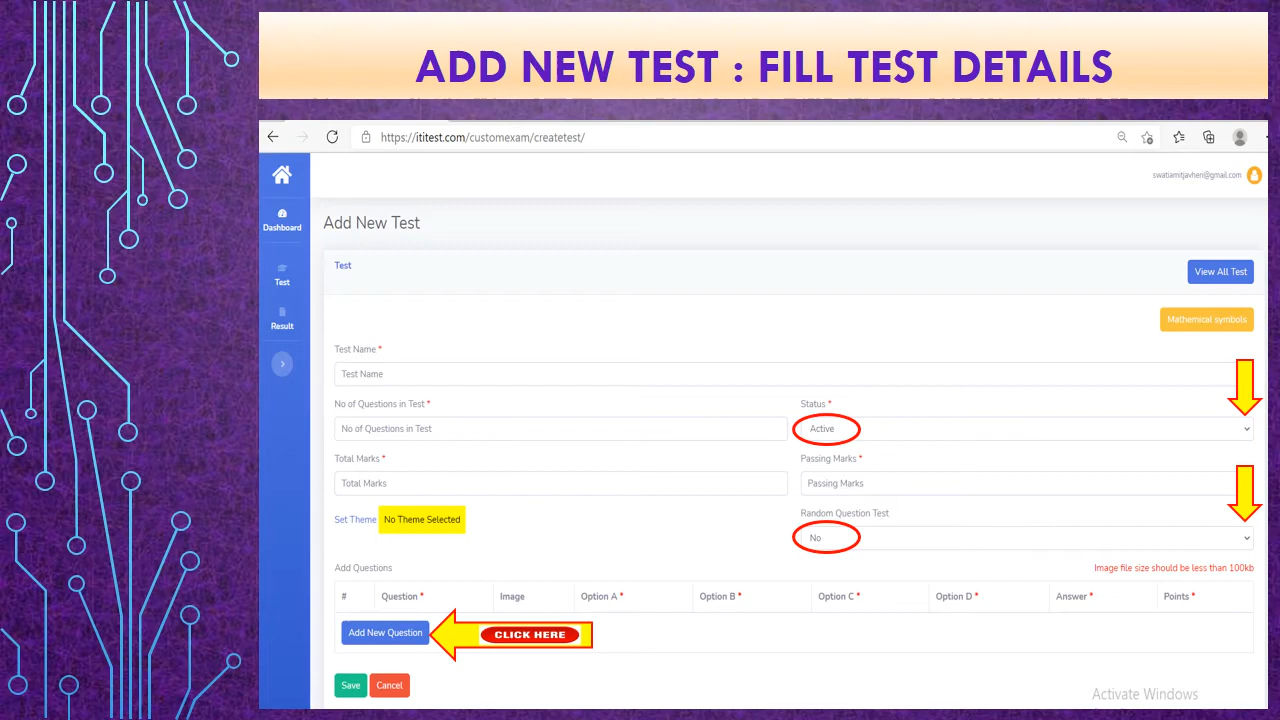 ADD NEW TEST : FILL TEST DETAILS
https://ititest.com/customexam/createtest/
swatiamitjavheri@gmail.com
Dashboard
Test
Result
Add New Test
Test
View All Test
Mathemical symbols
Test Name *
Test Name
No of Questions in Test *
Status *
No of Questions in Test
Active
Total Marks *
Passing Marks *
Total Marks
Passing Marks
Set Theme No Theme Selected
Random Question Test
No
Add Questions
Image file size should be less than 100kb
# Question * Image Option A * Option B * Option C * Option D * Answer * Points *
Add New Question
CLICK HERE
Save Cancel
Activate Windows